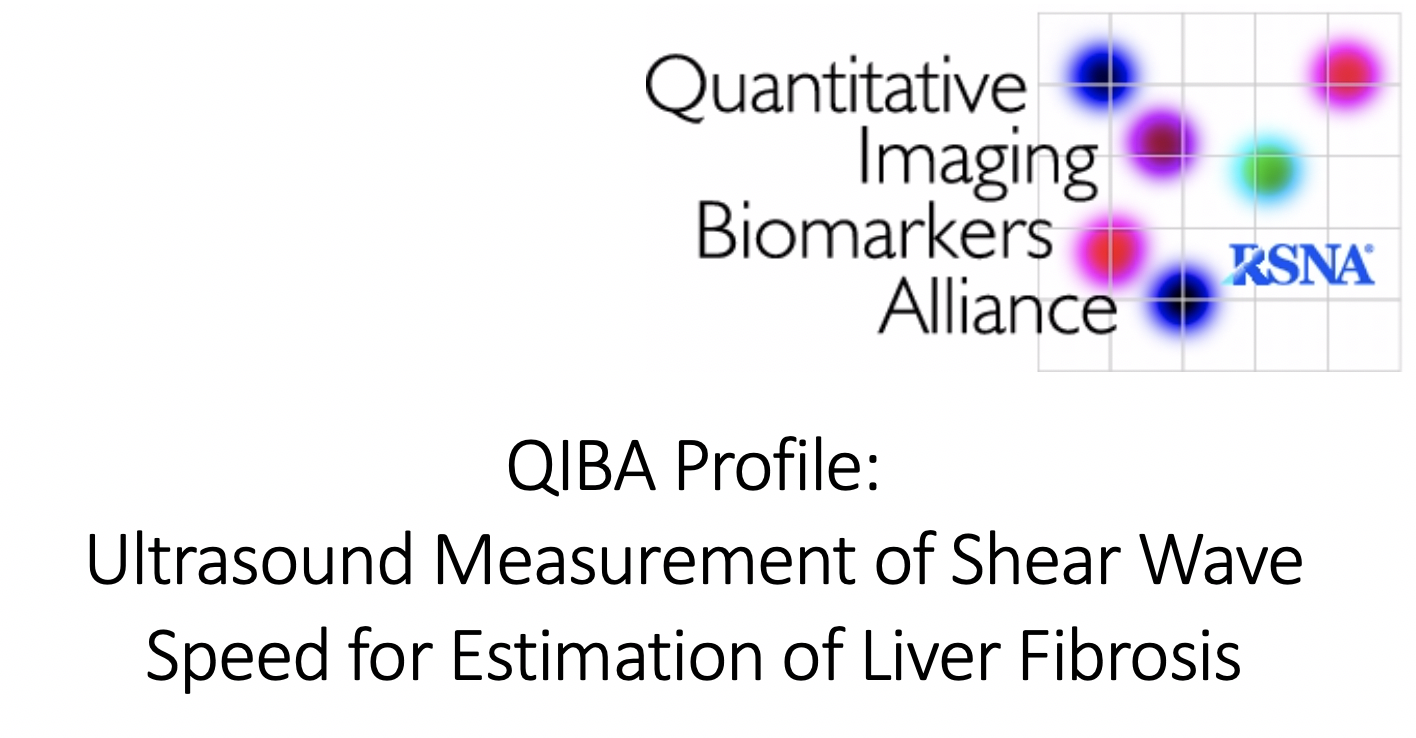 Quantitative
Imaging
Biomarkers
Alliance
RSNA®
QIBA Profile:
Ultrasound Measurement of Shear Wave
Speed for Estimation of Liver Fibrosis